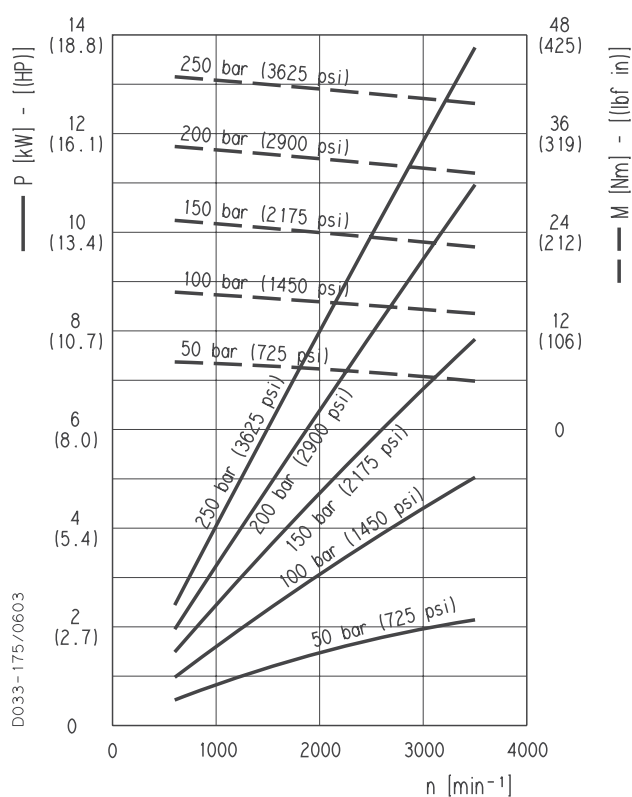 14
(18.8)
12
(16.1)
10
(13.4)
8
(10.7)
6
(8.0)
4
(5.4)
2
(2.7)
0
P [kW] - [(HP)]
D033-175/0603
250 bar (3625 psi)
200 bar (2900 psi)
150 bar (2175 psi)
100 bar (1450 psi)
50 bar (725 psi)
250 bar (3625 psi)
200 bar (2900 psi)
150 bar (2175 psi)
100 bar (1450 psi)
50 bar (725 psi)
48
(425)
36
(319)
24
(212)
12
(106)
0
M [Nm] - [(lbf in)]
0
1000
2000
3000
4000
n [min⁻¹]